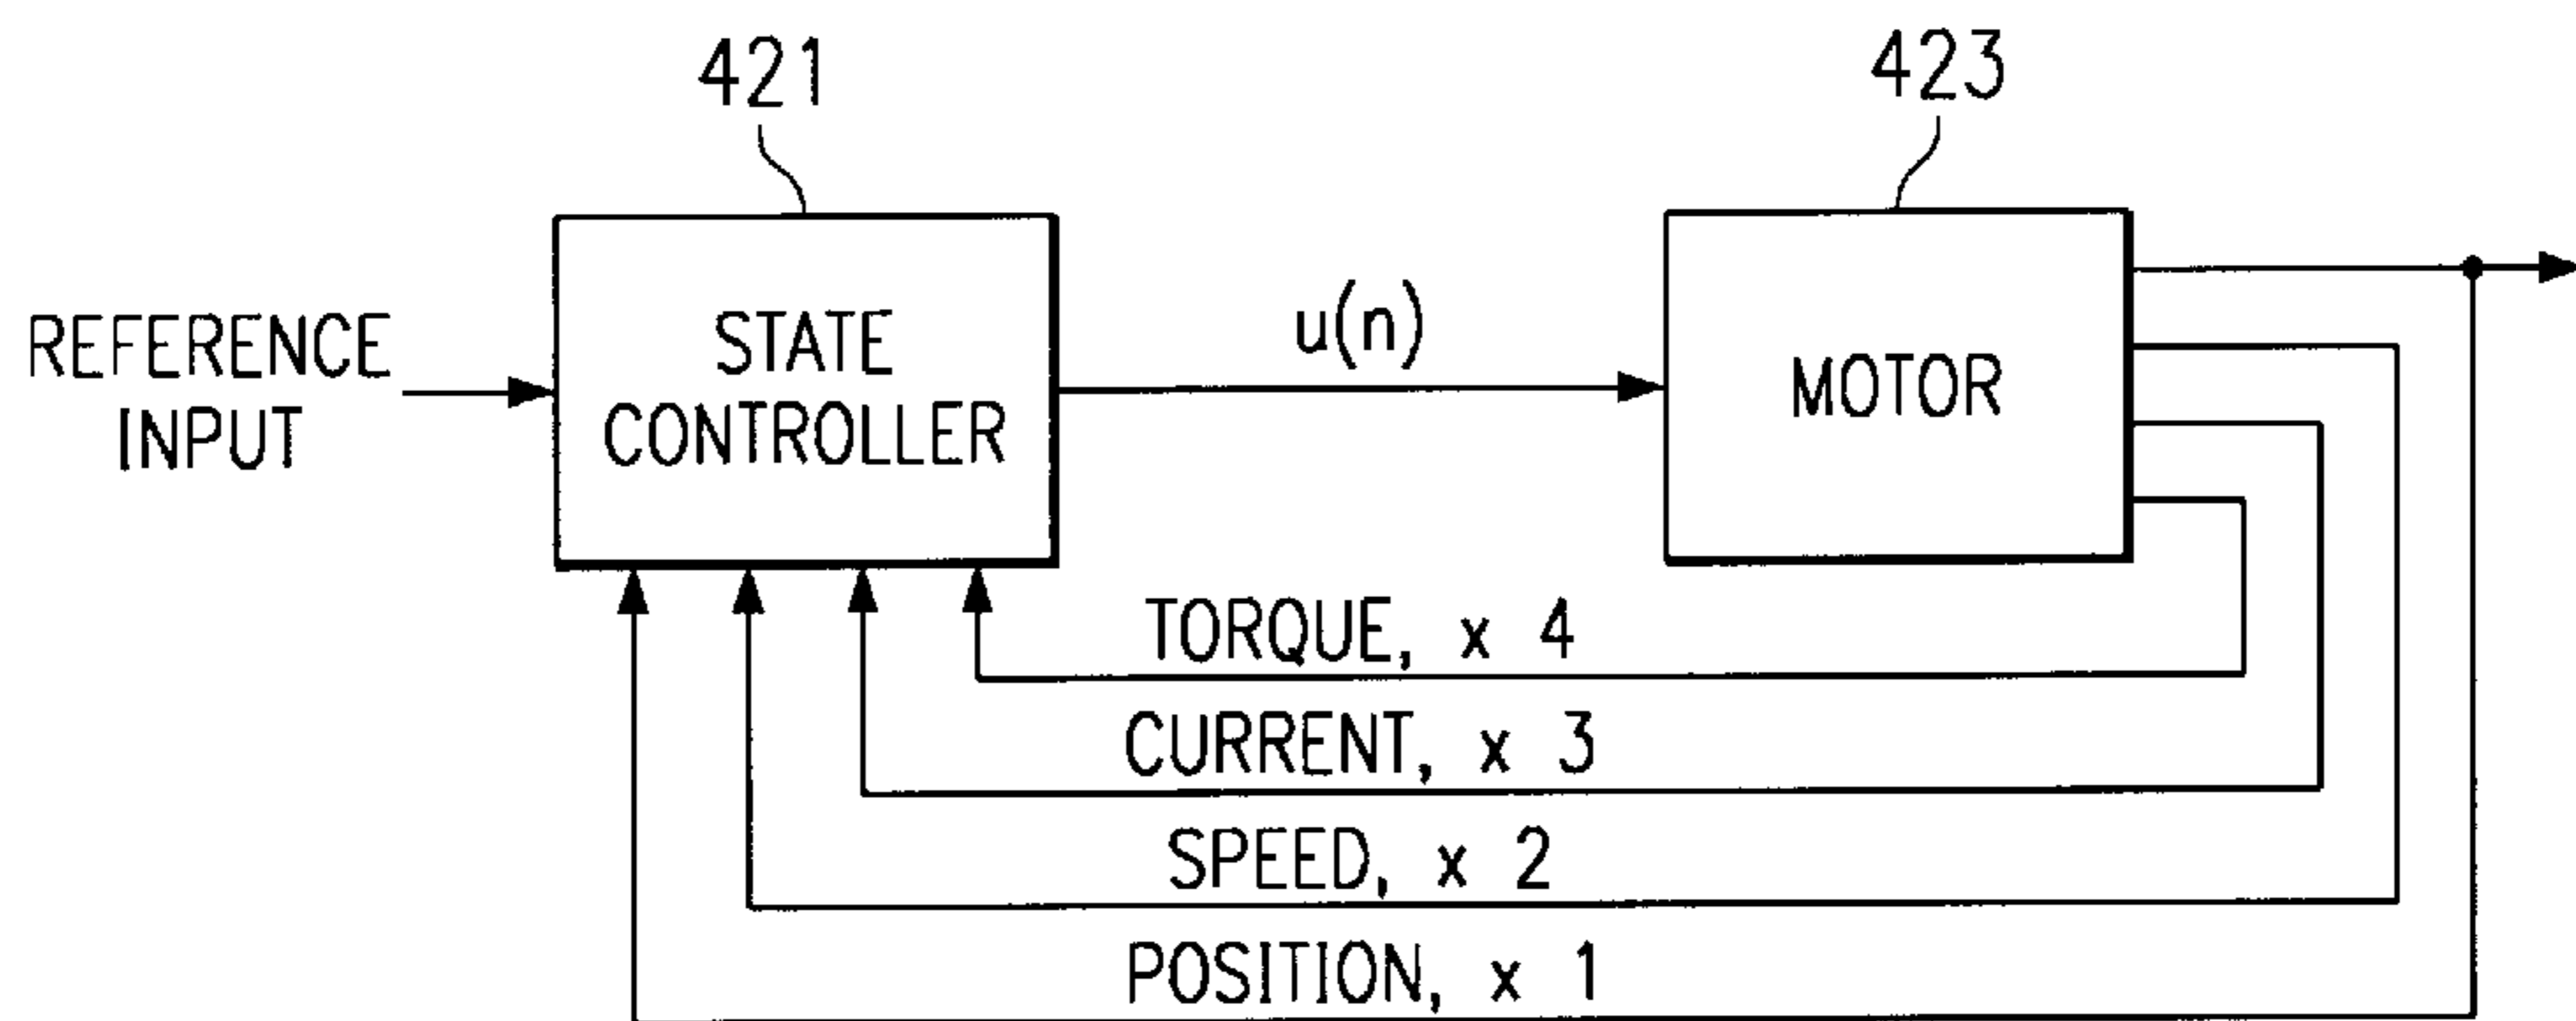 421
423
REFERENCE
INPUT
STATE
CONTROLLER
u(n)
MOTOR
TORQUE, x 4
CURRENT, x 3
SPEED, x 2
POSITION, x 1